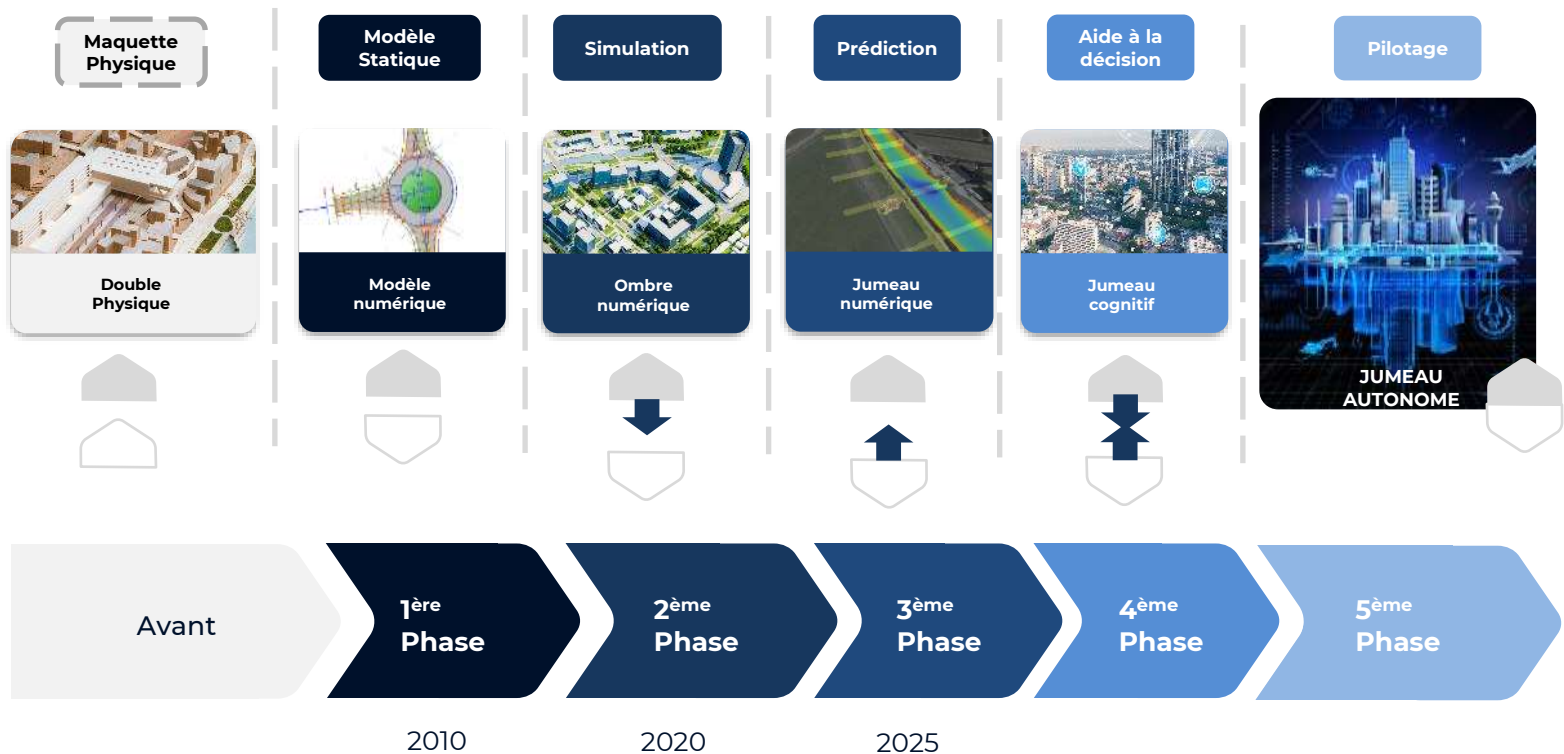 Maquette
Physique
Modèle
Statique
Simulation
Prédiction
Aide à la
décision
Pilotage
Double
Physique
Modèle
numérique
Ombre
numérique
Jumeau
numérique
Jumeau
cognitif
JUMEAU
AUTONOME
Avant
1ère
Phase
2ème
Phase
3ème
Phase
4ème
Phase
5ème
Phase
2010
2020
2025